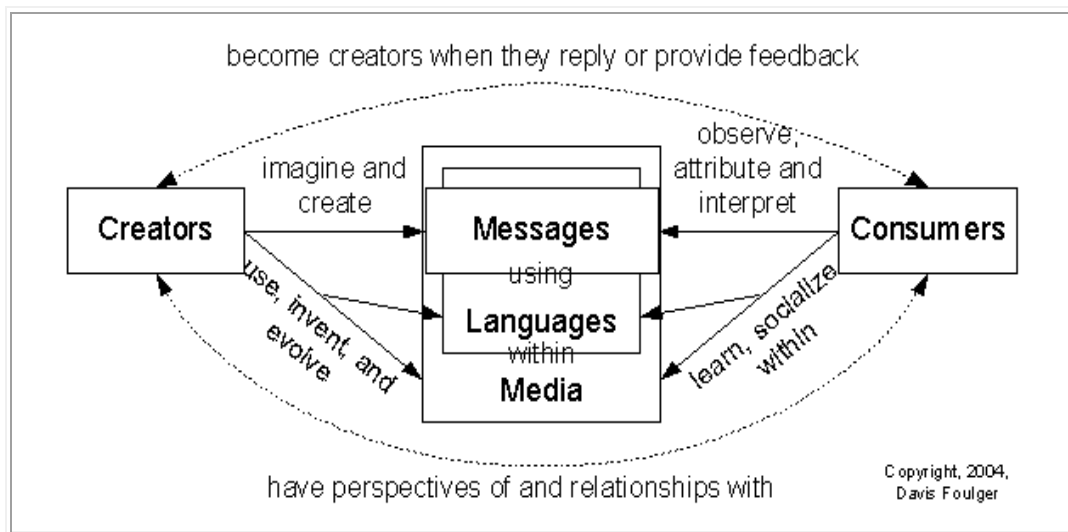 become creators when they reply or provide feedback
imagine and
create
observe,
attribute and
interpret
Creators
Messages
Consumers
using
Languages
within
Media
use, invent, and
evolve
learn, socialize
within
have perspectives of and relationships with
Copyright, 2004,
Davis Foulger